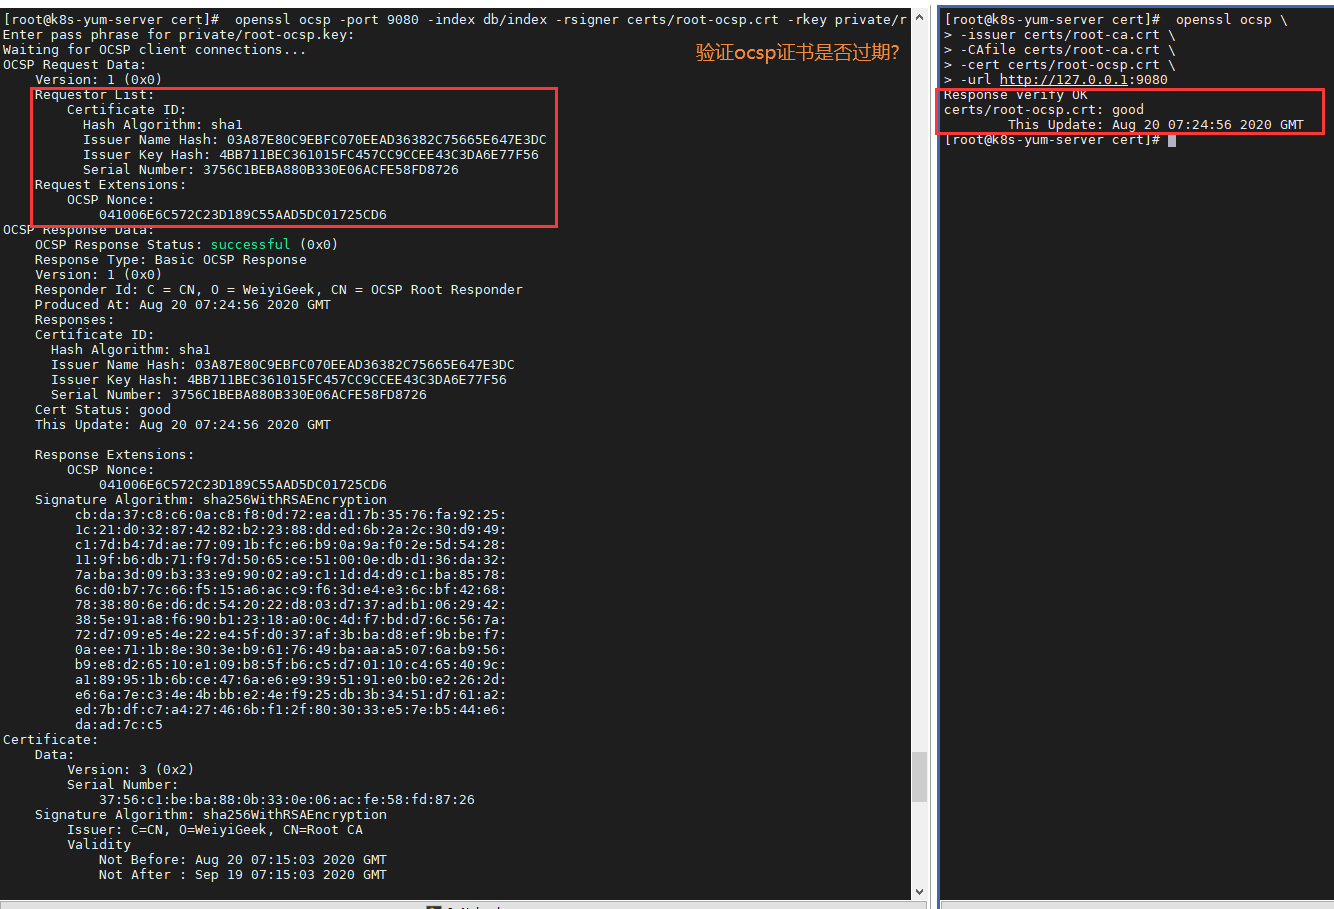 [root@k8s-yum-server cert]#  openssl ocsp -port 9080 -index db/index -rsigner certs/root-ocsp.crt -rkey private/r
Enter pass phrase for private/root-ocsp.key:
Waiting for OCSP client connections...
验证ocsp证书是否过期?
OCSP Request Data:
    Version: 1 (0x0)
    Requestor List:
        Certificate ID:
          Hash Algorithm: sha1
          Issuer Name Hash: 03A87E80C9EBFC070EEAD36382C75665E647E3DC
          Issuer Key Hash: 4BB711BEC361015FC457CC9CCEE43C3DA6E77F56
          Serial Number: 3756C1BEBA880B330E06ACFE58FD8726
    Request Extensions:
        OCSP Nonce:
            041006E6C572C23D189C55AAD5DC01725CD6
OCSP Response Data:
    OCSP Response Status: successful (0x0)
    Response Type: Basic OCSP Response
    Version: 1 (0x0)
    Responder Id: C = CN, O = WeiyiGeek, CN = OCSP Root Responder
    Produced At: Aug 20 07:24:56 2020 GMT
    Responses:
    Certificate ID:
      Hash Algorithm: sha1
      Issuer Name Hash: 03A87E80C9EBFC070EEAD36382C75665E647E3DC
      Issuer Key Hash: 4BB711BEC361015FC457CC9CCEE43C3DA6E77F56
      Serial Number: 3756C1BEBA880B330E06ACFE58FD8726
    Cert Status: good
    This Update: Aug 20 07:24:56 2020 GMT
    Response Extensions:
        OCSP Nonce:
            041006E6C572C23D189C55AAD5DC01725CD6
    Signature Algorithm: sha256WithRSAEncryption
         cb:da:37:c8:c6:0a:c8:f8:0d:72:ea:d1:7b:35:76:fa:92:25:
         1c:21:d0:32:87:42:82:b2:23:88:dd:ed:6b:2a:2c:30:d9:49:
         c1:7d:b4:7d:ae:77:09:1b:fc:e6:b9:0a:9a:f0:2e:5d:54:28:
         11:9f:b6:db:71:f9:7d:50:65:ce:51:00:0e:db:d1:36:da:32:
         7a:ba:3d:09:b3:33:e9:90:02:a9:c1:1d:d4:d9:c1:ba:85:78:
         6c:d0:b7:7c:66:f5:15:a6:ac:c9:f6:3d:e4:e3:6c:bf:42:68:
         78:38:80:6e:d6:dc:54:20:22:d8:03:d7:37:ad:b1:06:29:42:
         38:5e:91:a8:f6:90:b1:23:18:a0:0c:4d:f7:bd:d7:6c:56:7a:
         72:d7:09:e5:4e:22:e4:5f:d0:37:af:3b:ba:d8:ef:9b:be:f7:
         0a:ee:71:1b:8e:30:3e:b9:61:76:49:ba:aa:a5:07:6a:b9:56:
         b9:e8:d2:65:10:e1:09:b8:5f:b6:c5:d7:01:10:c4:65:40:9c:
         a1:89:95:1b:6b:ce:47:6a:e6:e9:39:51:91:e0:b0:e2:26:2d:
         e6:6a:7e:c3:4e:4b:bb:e2:4e:f9:25:db:3b:34:51:d7:61:a2:
         ed:7b:df:c7:a4:27:46:6b:f1:2f:80:30:33:e5:7e:b5:44:e6:
         da:ad:7c:c5
Certificate:
    Data:
        Version: 3 (0x2)
        Serial Number:
            37:56:c1:be:ba:88:0b:33:0e:06:ac:fe:58:fd:87:26
    Signature Algorithm: sha256WithRSAEncryption
        Issuer: C=CN, O=WeiyiGeek, CN=Root CA
        Validity
            Not Before: Aug 20 07:15:03 2020 GMT
            Not After : Sep 19 07:15:03 2020 GMT
[root@k8s-yum-server cert]#  openssl ocsp \
> -issuer certs/root-ca.crt \
> -CAfile certs/root-ca.crt \
> -cert certs/root-ocsp.crt \
> -url http://127.0.0.1:9080
Response verify OK
certs/root-ocsp.crt: good
        This Update: Aug 20 07:24:56 2020 GMT
[root@k8s-yum-server cert]#